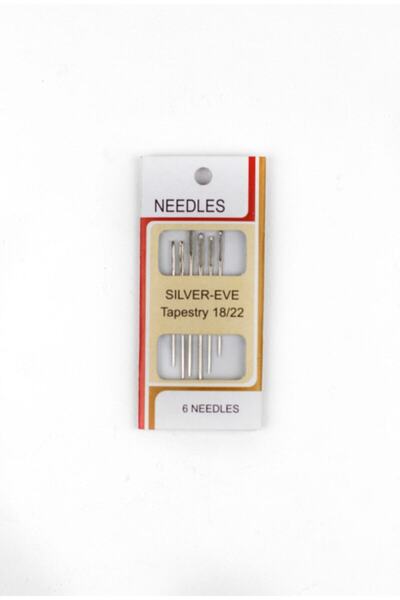 NEEDLES
SILVER-EVE
Tapestry 18/22
6 NEEDLES